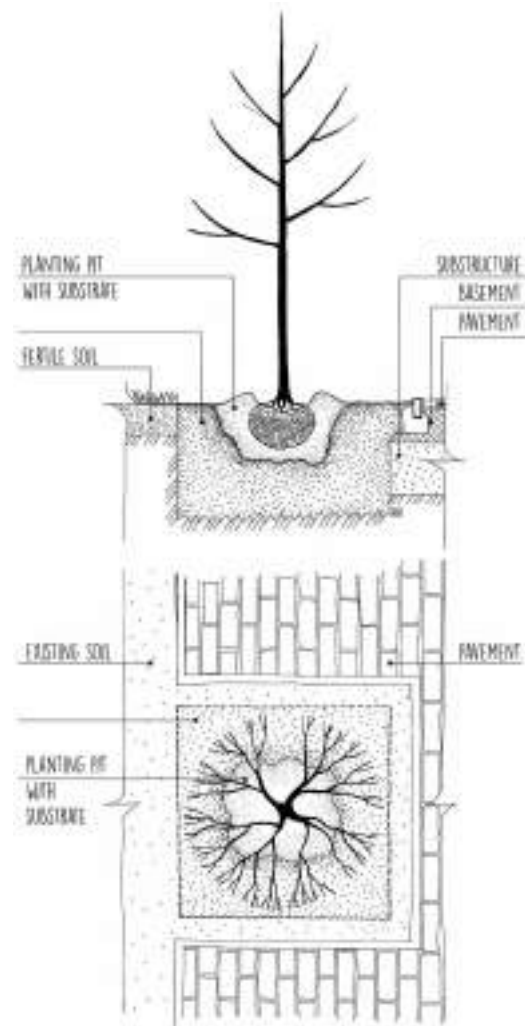 PLANTING PIT
WITH SUBSTRATE
FERTILE SOIL
SUBSTRUCTURE
BASEMENT
PAVEMENT
EXISTING SOIL
PAVEMENT
PLANTING PIT
WITH
SUBSTRATE